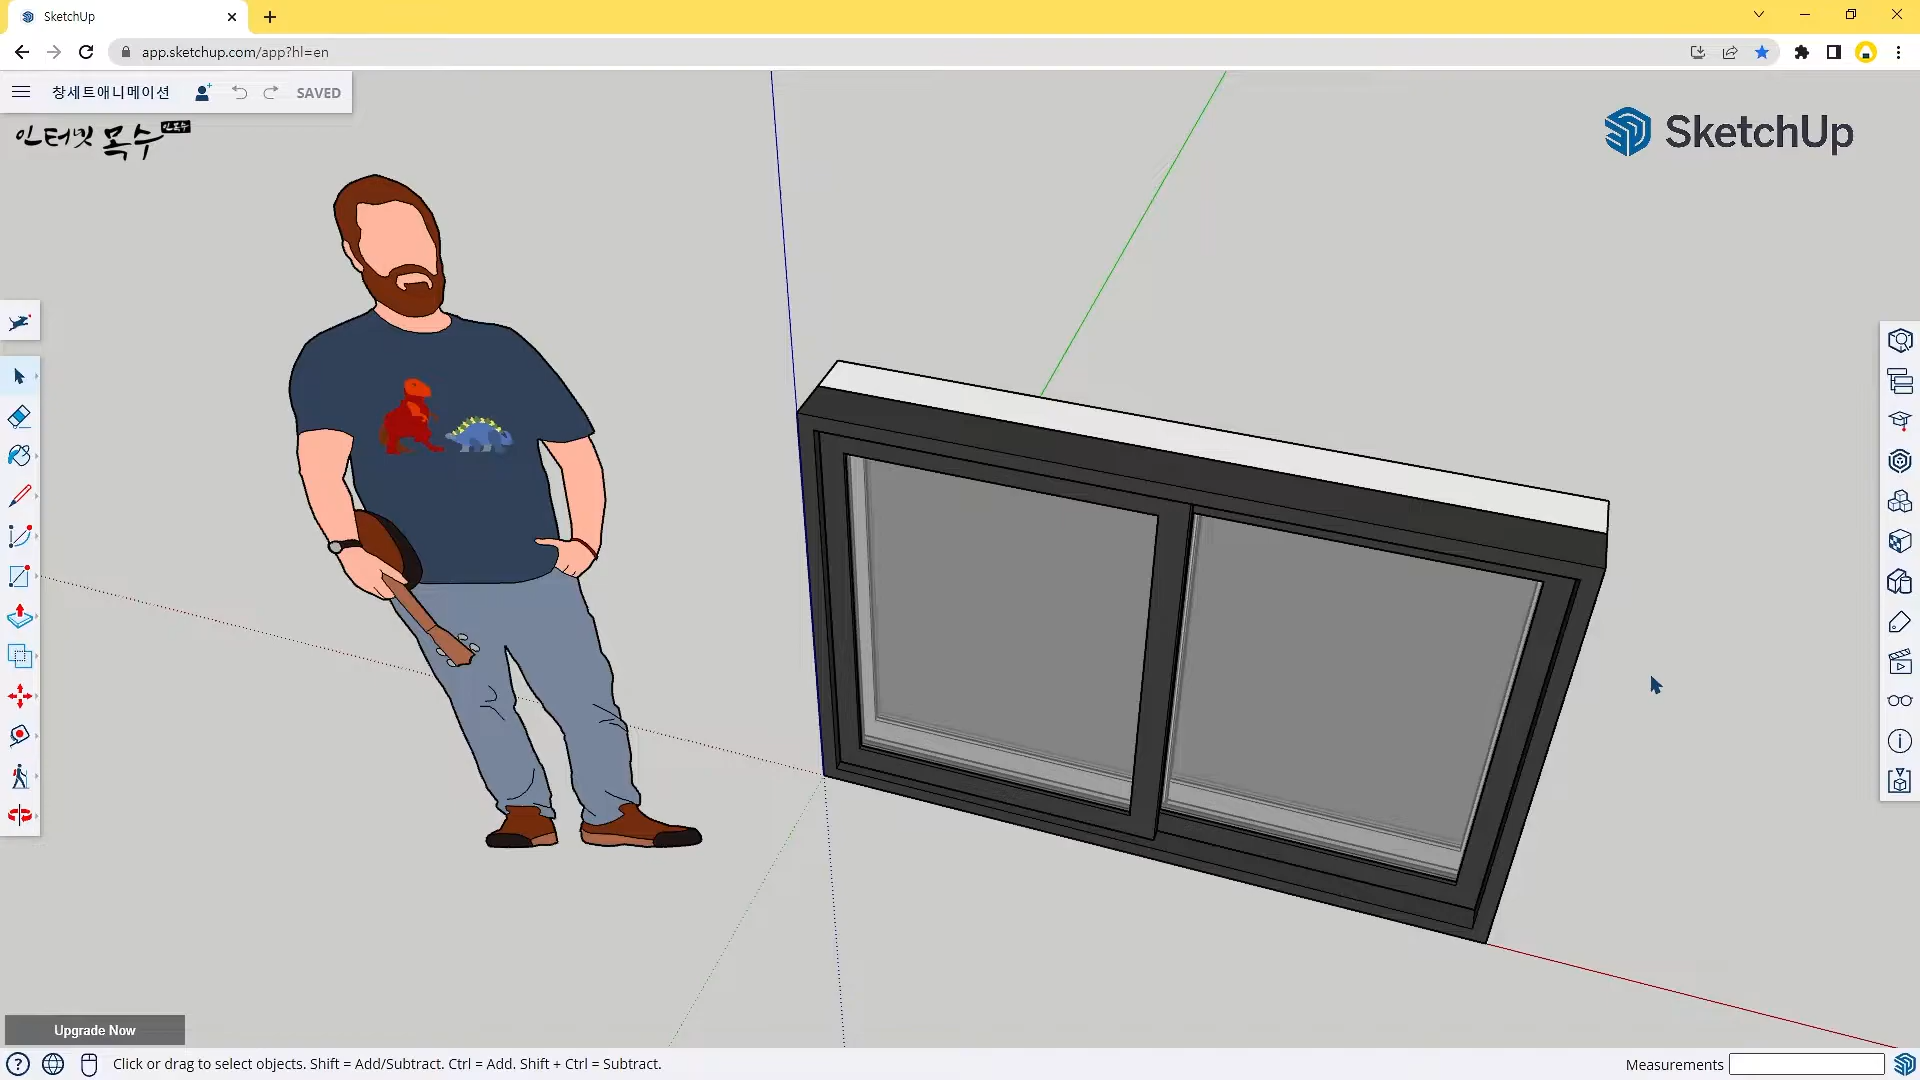 SketchUp
app.sketchup.com/app?hl=en
창세트애니메이션
SAVED
인터넷 목수
SketchUp
Upgrade Now
Click or drag to select objects. Shift = Add/Subtract. Ctrl = Add. Shift + Ctrl = Subtract.
Measurements